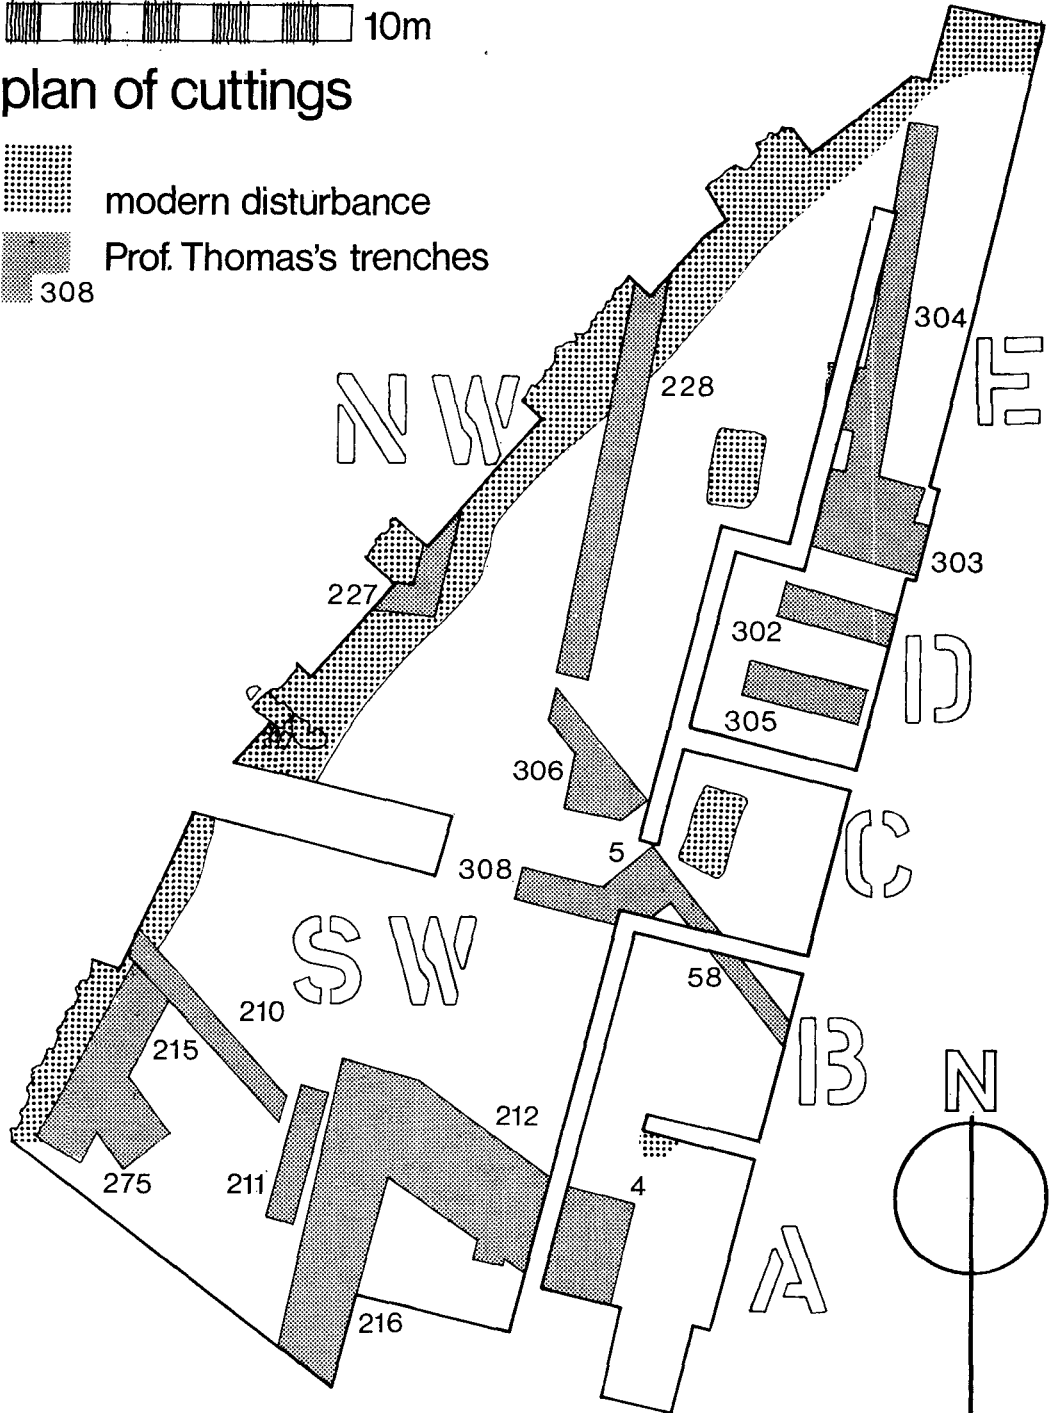 10m
plan of cuttings
modern disturbance
Prof. Thomas's trenches
308
304
E
NW
228
303
227
302
D
305
306
C
5
308
SW
58
210
215
B
N
212
275
211
4
A
216